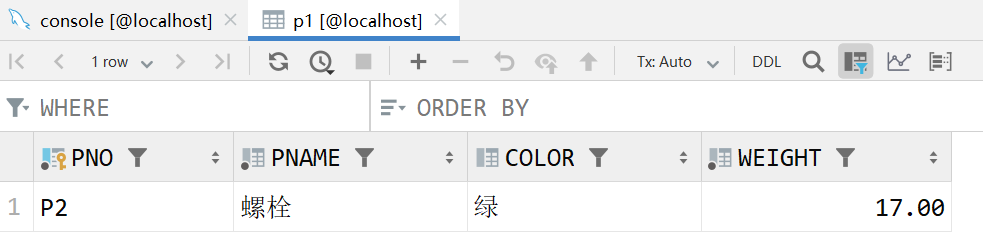 console [@localhost] p1 [@localhost]
1 row Tx: Auto DDL
WHERE ORDER BY
PNO PNAME COLOR WEIGHT
1 P2 螺栓 绿 17.00